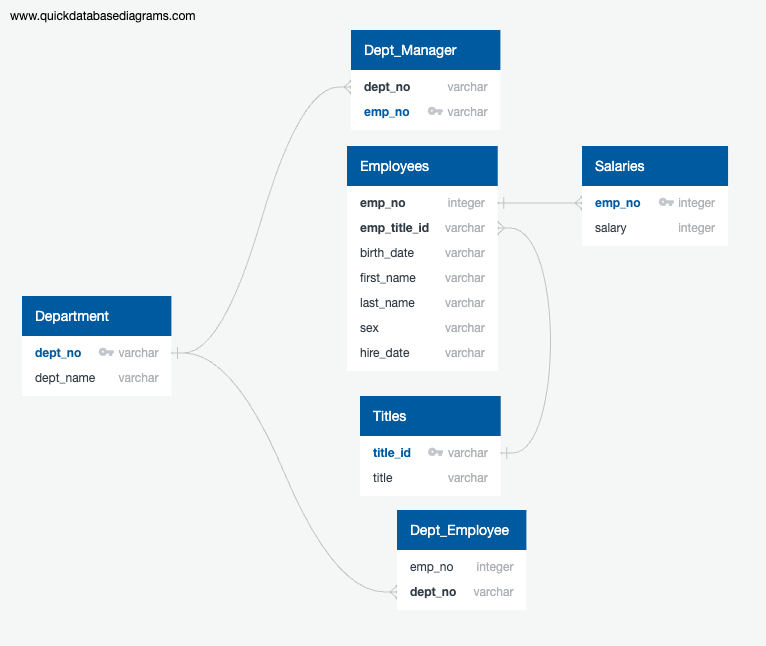 www.quickdatabasediagrams.com
Dept_Manager
dept_no varchar
emp_no varchar
Employees
emp_no integer
emp_title_id varchar
birth_date varchar
first_name varchar
last_name varchar
sex varchar
hire_date varchar
Salaries
emp_no integer
salary integer
Department
dept_no varchar
dept_name varchar
Titles
title_id varchar
title varchar
Dept_Employee
emp_no integer
dept_no varchar